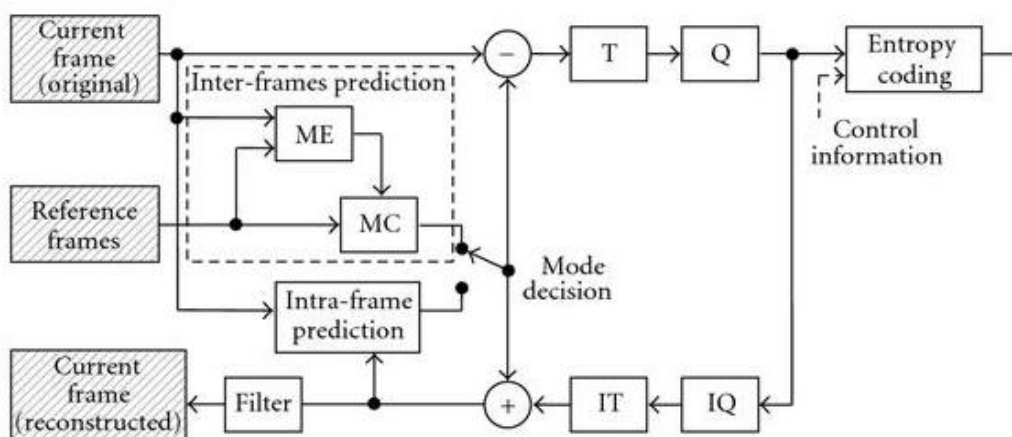 Current
frame
(original)
−
T
Q
Entropy
coding
Inter-frames prediction
ME
Control
information
Reference
frames
MC
Mode
decision
Intra-frame
prediction
Current
frame
(reconstructed)
Filter
+
IT
IQ